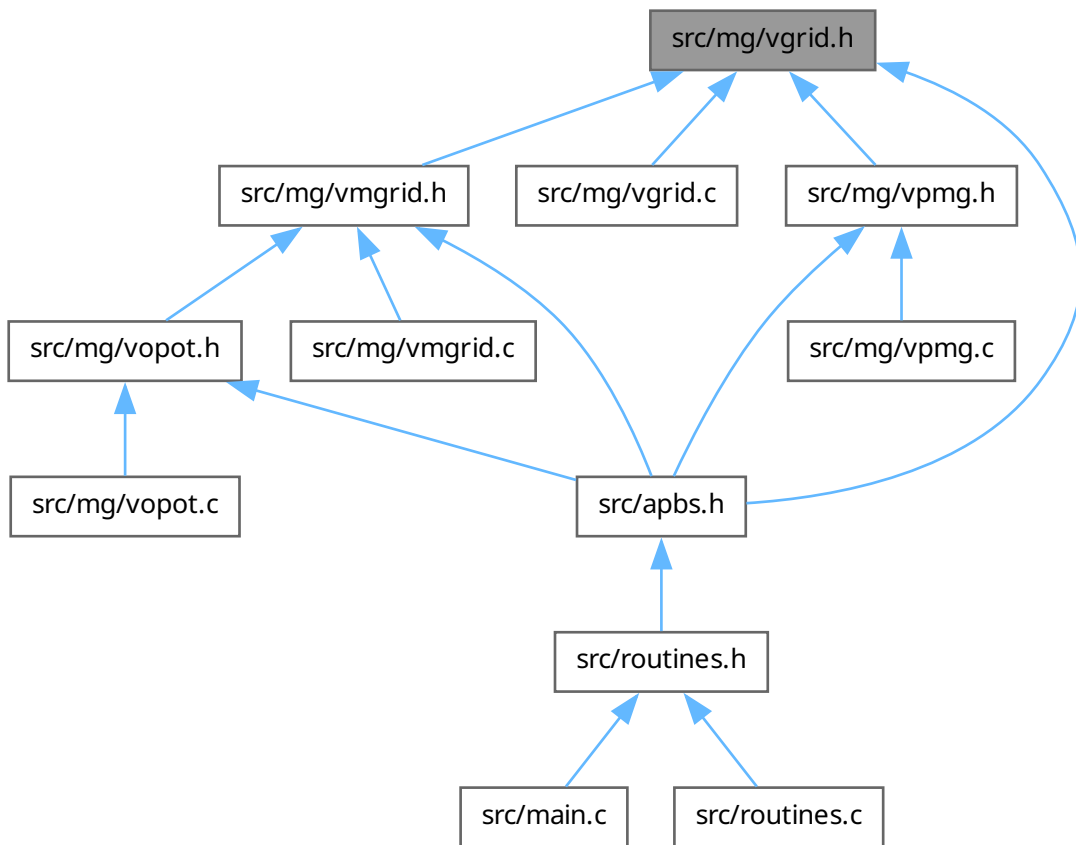 src/mg/vgrid.h
src/mg/vmgrid.h
src/mg/vgrid.c
src/mg/vpmg.h
src/mg/vopot.h
src/mg/vmgrid.c
src/mg/vpmg.c
src/mg/vopot.c
src/apbs.h
src/routines.h
src/main.c
src/routines.c